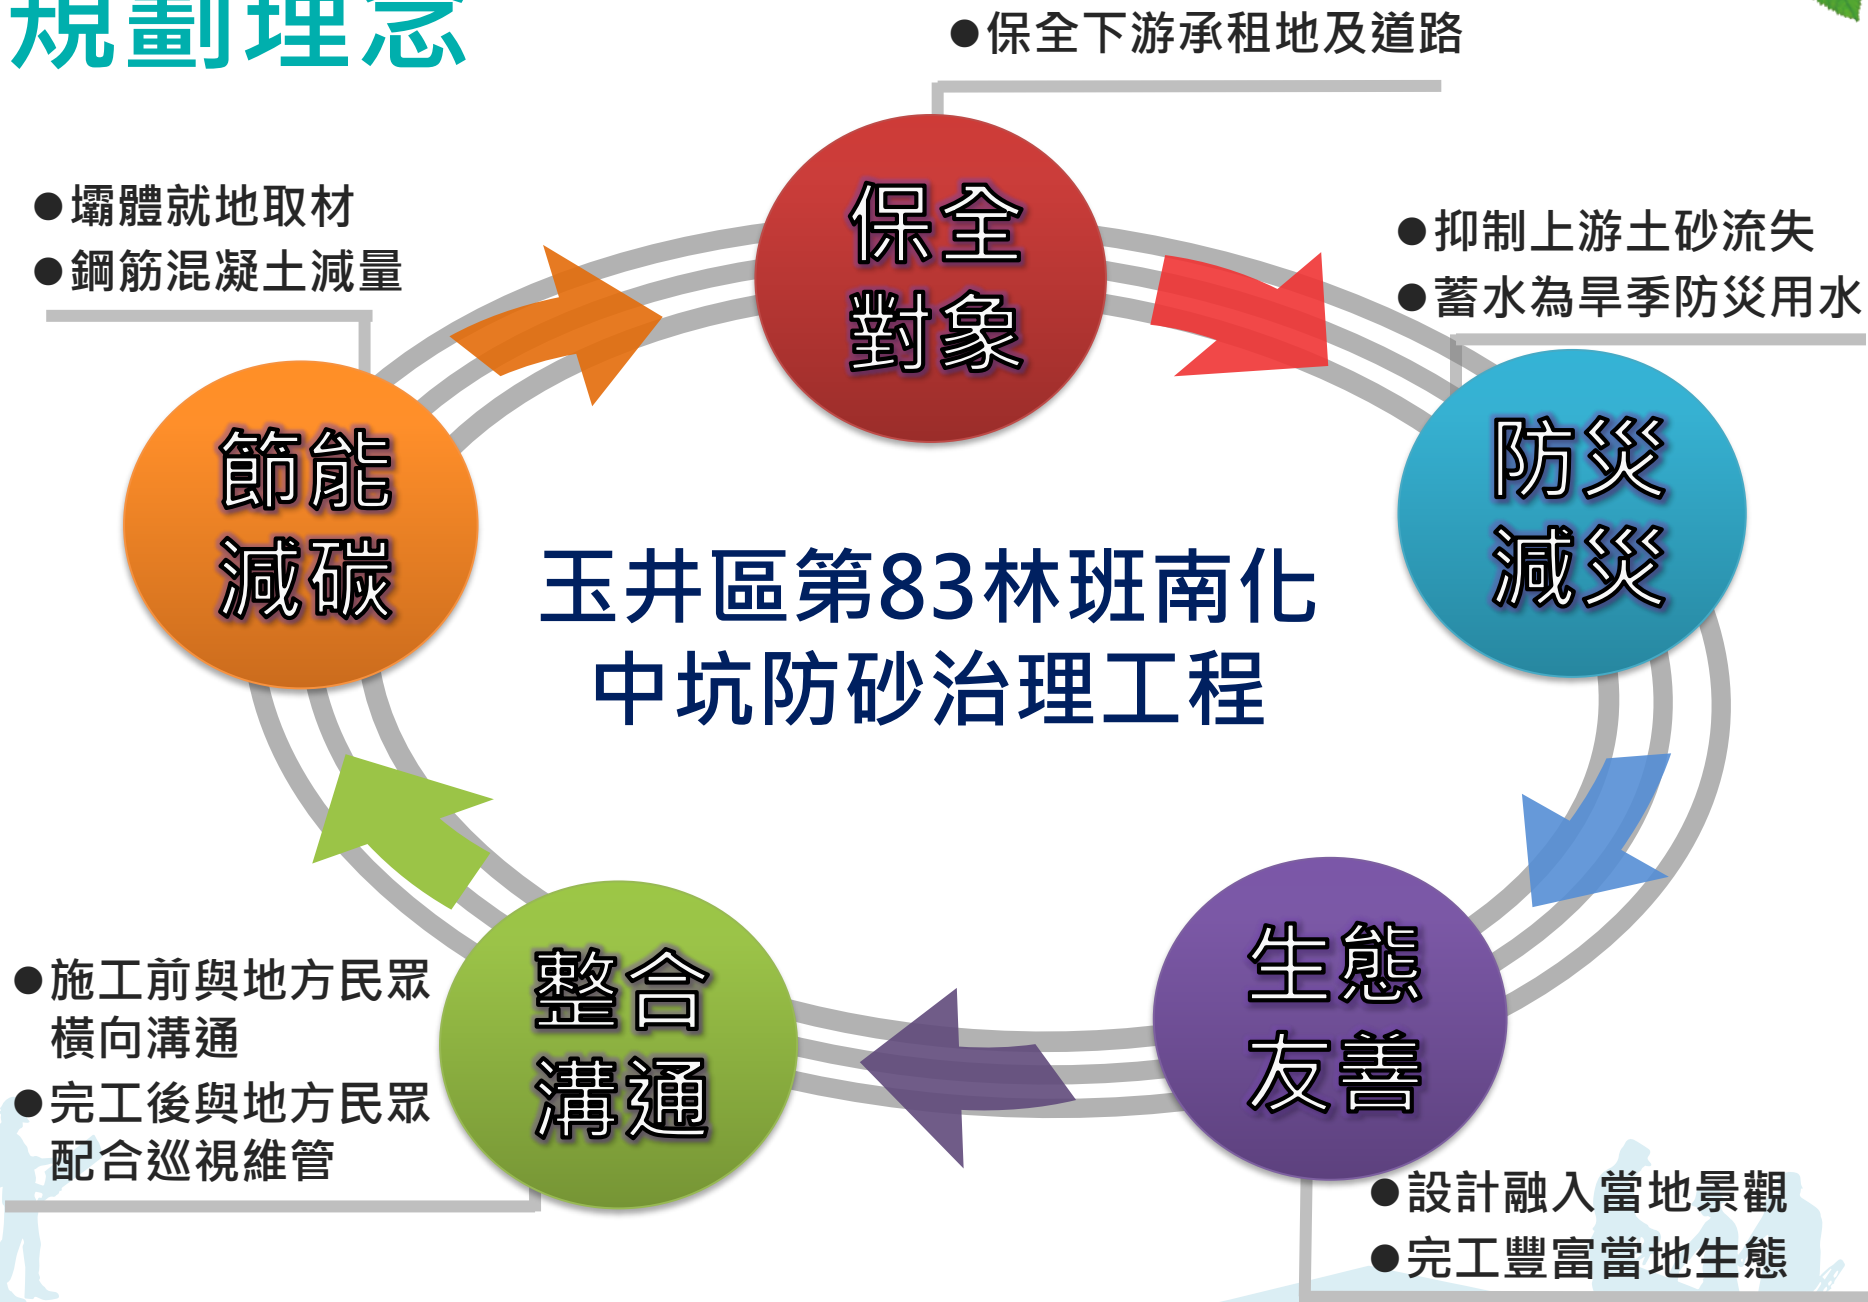 規劃理念
●保全下游承租地及道路
保全
對象
●壩體就地取材
●鋼筋混凝土減量
●抑制上游土砂流失
●蓄水為旱季防災用水
節能
減碳
防災
減災
玉井區第83林班南化
中坑防砂治理工程
整合
溝通
生態
友善
●施工前與地方民眾
橫向溝通
●完工後與地方民眾
配合巡視維管
●設計融入當地景觀
●完工豐富當地生態